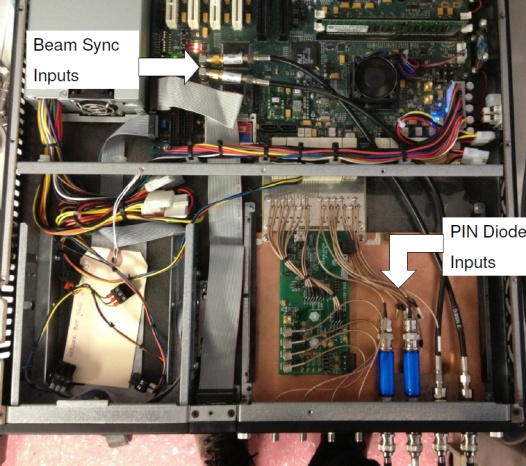 Beam Sync
Inputs
PIN Diode
Inputs